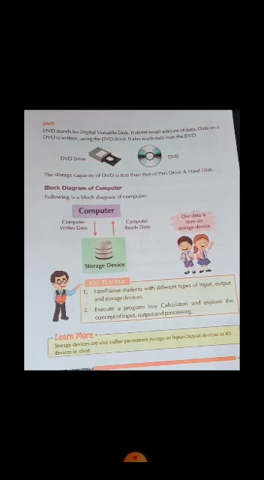 DVD
DVD stands for Digital Versatile Disk. It stores small amount of data. Data on a
DVD is written, using the DVD drive. It also reads data from the DVD.
DVD Drive
DVD
The storage capacity of DVD is less than that of Pen Drive & Hard Disk.
Block Diagram of Computer
Following is a block diagram of computer:
Computer
Computer
Writes Data
Computer
Reads Data
Our data is
here on
storage device.
Storage Device
1. Familiarise students with different types of input, output
and storage devices.
2. Execute a program (say Calculator) and explain the
concept of input, output and processing.
Learn More
Storage devices are also called permanent storage or Input-Output devices or IO
devices in short.